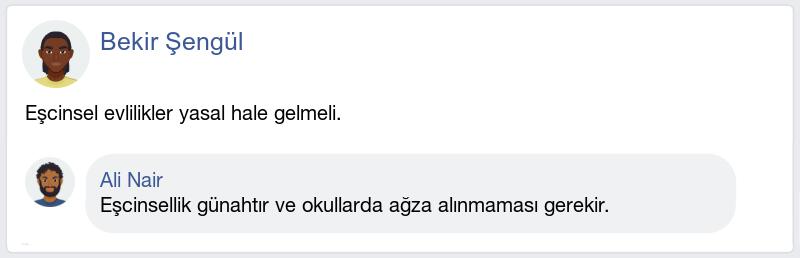 Bekir Şengül
Eşcinsel evlilikler yasal hale gelmeli.
Ali Nair
Eşcinsellik günahtır ve okullarda ağza alınmaması gerekir.